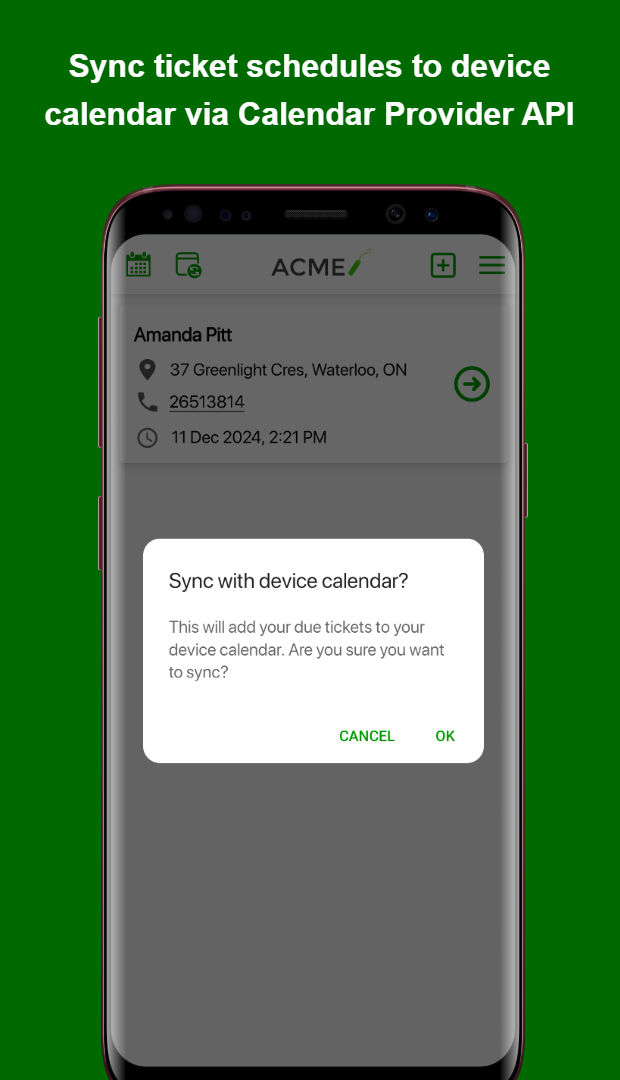 Sync ticket schedules to device
calendar via Calendar Provider API
ACME
Amanda Pitt
37 Greenlight Cres, Waterloo, ON
26513814
11 Dec 2024, 2:21 PM
Sync with device calendar?
This will add your due tickets to your
device calendar. Are you sure you want
to sync?
CANCEL OK